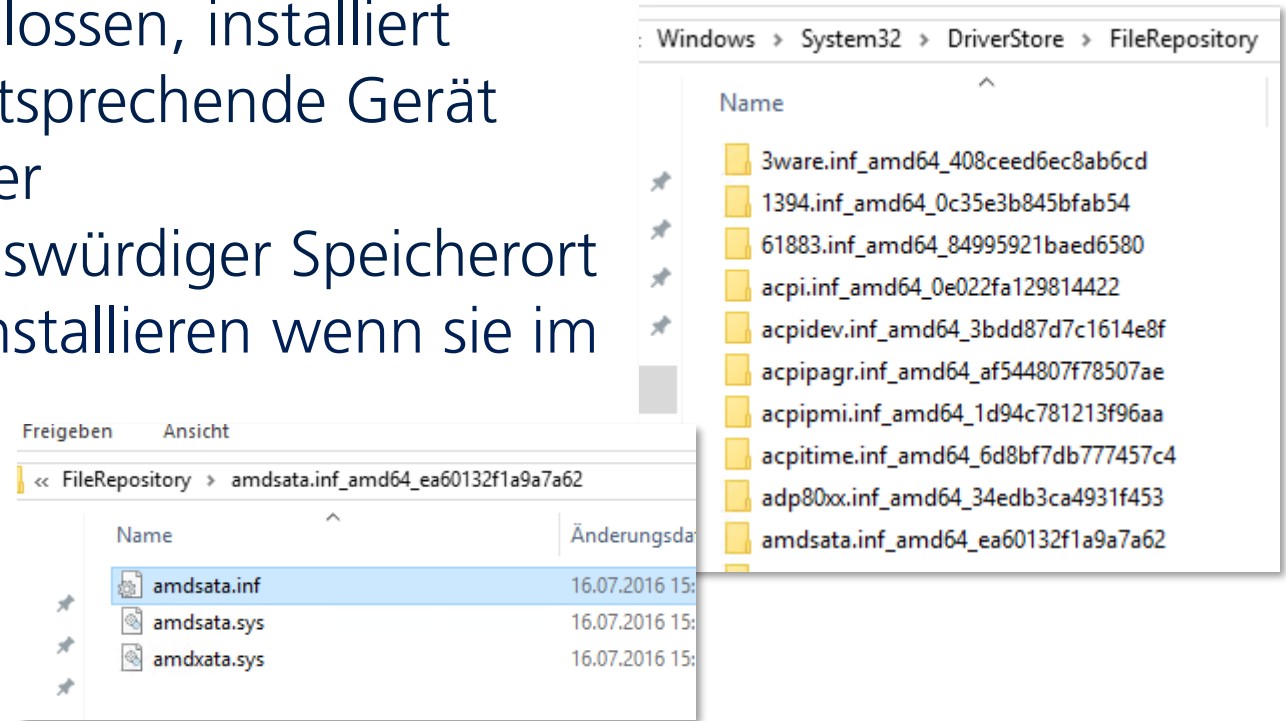 lossen, installiert
tsprechende Gerät
er
swürdiger Speicherort
nstallieren wenn sie im
Windows > System32 > DriverStore > FileRepository
Name
3ware.inf_amd64_408ceed6ec8ab6cd
1394.inf_amd64_0c35e3b845bfab54
61883.inf_amd64_84995921baed6580
acpi.inf_amd64_0e022fa129814422
acpidev.inf_amd64_3bdd87d7c1614e8f
acpipagr.inf_amd64_af544807f78507ae
acpipmi.inf_amd64_1d94c781213f96aa
acpitime.inf_amd64_6d8bf7db777457c4
adp80xx.inf_amd64_34edb3ca4931f453
amdsata.inf_amd64_ea60132f1a9a7a62
Freigeben Ansicht
« FileRepository > amdsata.inf_amd64_ea60132f1a9a7a62
Name Änderungsda
amdsata.inf 16.07.2016 15:
amdsata.sys 16.07.2016 15:
amdxata.sys 16.07.2016 15: